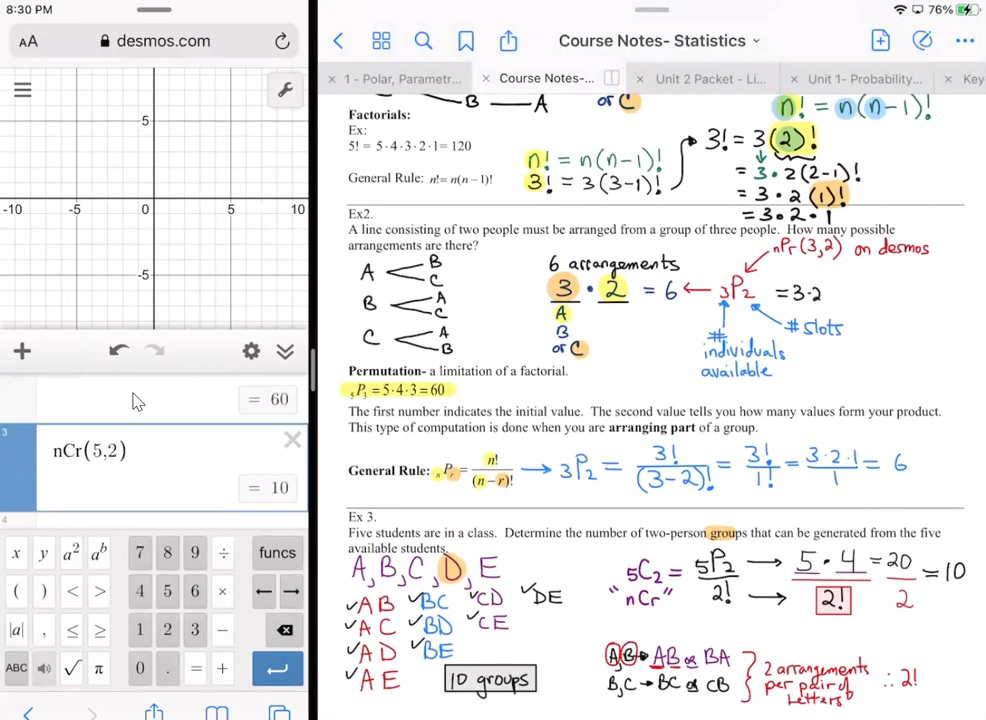 8:30 PM
76%
AA desmos.com
Course Notes- Statistics
1 - Polar, Parametr...
Course Notes-...
Unit 2 Packet - Li...
Unit 1- Probability...
Key
5
-10 -5 0 5 10
-5
= 60
3
nCr(5,2)
= 10
4
x y a² aᵇ 7 8 9 ÷ funcs
( ) < > 4 5 6 × ← →
|a| , ≤ ≥ 1 2 3 −
ABC √ π 0 . = +
B — A
or C
n! = n(n-1)!
Factorials:
Ex:
5! = 5·4·3·2·1= 120
General Rule: n!= n(n−1)!
n! = n(n-1)!
3! = 3(3-1)!
3! = 3(2)!
= 3·2(2-1)!
= 3·2(1)!
= 3·2·1
Ex2.
A line consisting of two people must be arranged from a group of three people. How many possible
arrangements are there?
A B
C
B A
C
C A
B
6 arrangements
3 · 2 = 6 ← ₃P₂ = 3·2
A
B
or C
nPr(3,2) on desmos
#
individuals
available
# slots
Permutation- a limitation of a factorial.
₅P₃ = 5·4·3 = 60
The first number indicates the initial value. The second value tells you how many values form your product.
This type of computation is done when you are arranging part of a group.
General Rule: ₙPᵣ = n!/(n−r)! → ₃P₂ = 3!/(3-2)! = 3!/1! = 3·2·1/1 = 6
Ex 3.
Five students are in a class. Determine the number of two-person groups that can be generated from the five
available students.
A, B, C, D, E
✓AB ✓BC ✓CD ✓DE
✓AC ✓BD ✓CE
✓AD ✓BE
✓AE
10 groups
₅C₂ = ₅P₂/2! → 5·4/2! = 20/2 = 10
"nCr"
A,B → AB or BA
B,C → BC or CB
2 arrangements
per pair of
letters
∴ 2!